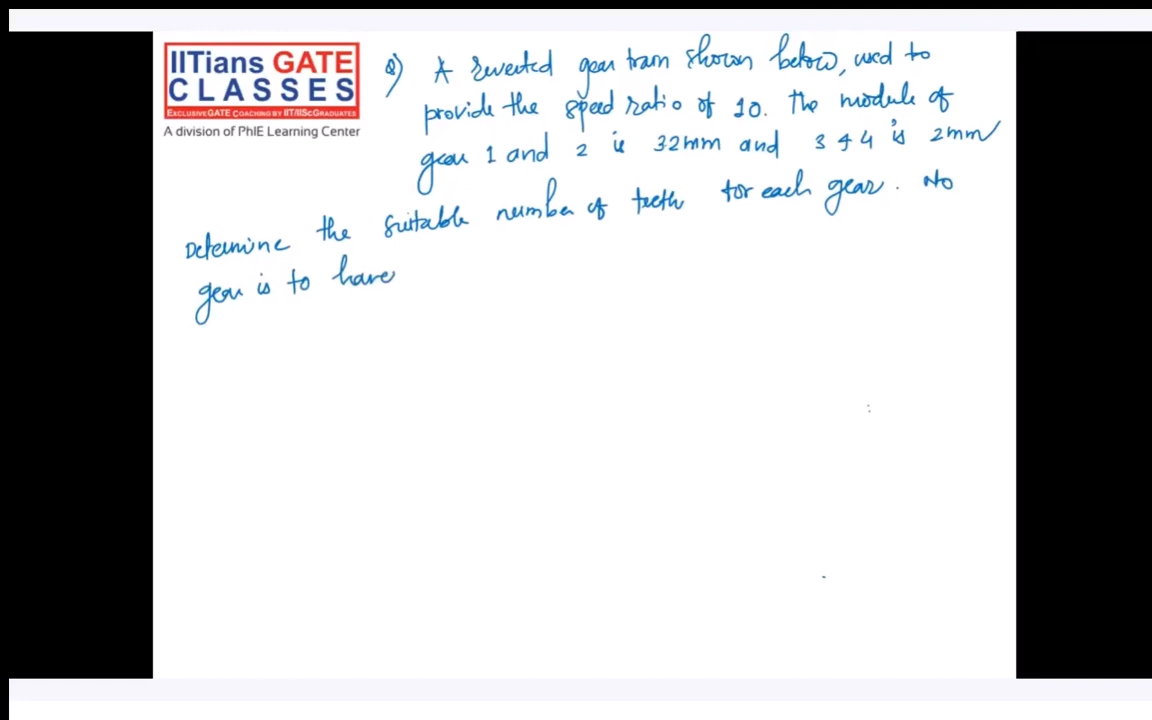 IITians GATE
CLASSES
EXCLUSIVE GATE COACHING BY IIT/IISc GRADUATES
A division of PhIE Learning Center
Q) A reverted gear train shown below, used to
provide the speed ratio of 10. The module of
gear 1 and 2 is 32mm and 3 & 4 is 2mm
Determine the suitable number of teeth for each gear. No
gear is to have